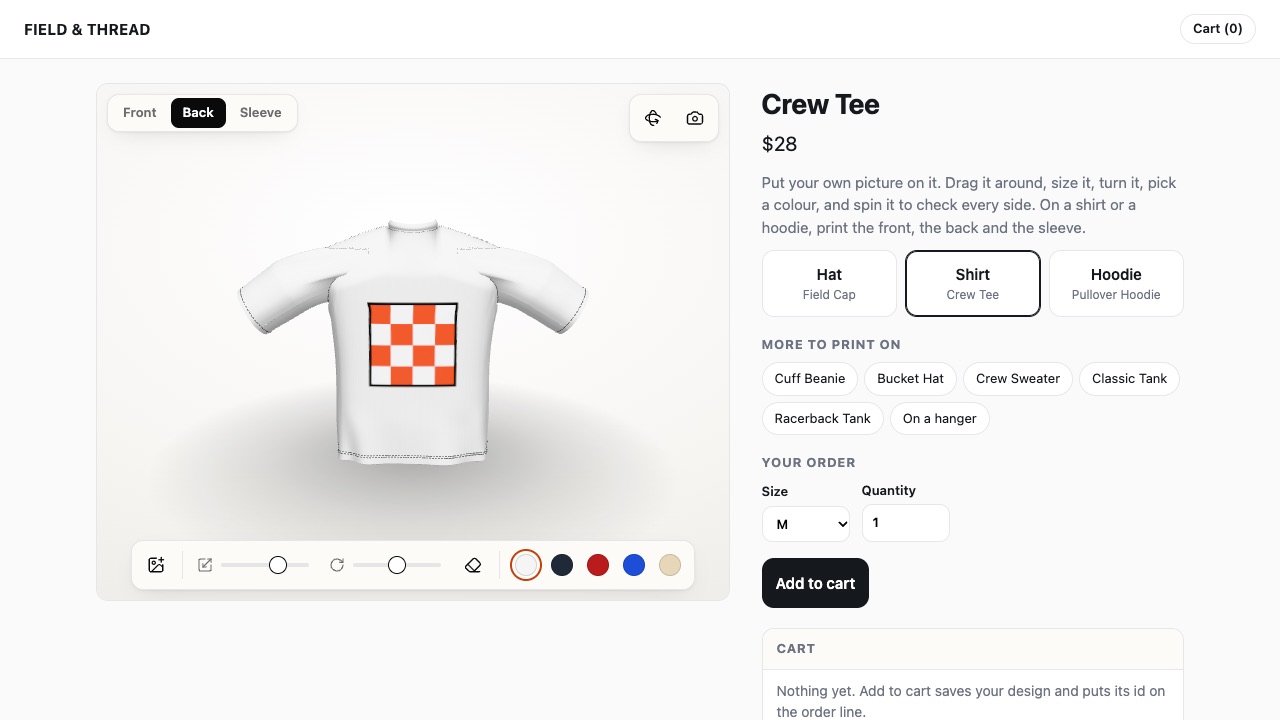 FIELD & THREAD
Cart (0)
Front
Back
Sleeve
Crew Tee
$28
Put your own picture on it. Drag it around, size it, turn it, pick
a colour, and spin it to check every side. On a shirt or a
hoodie, print the front, the back and the sleeve.
Hat
Field Cap
Shirt
Crew Tee
Hoodie
Pullover Hoodie
MORE TO PRINT ON
Cuff Beanie
Bucket Hat
Crew Sweater
Classic Tank
Racerback Tank
On a hanger
YOUR ORDER
Size
Quantity
M
1
Add to cart
CART
Nothing yet. Add to cart saves your design and puts its id on
the order line.